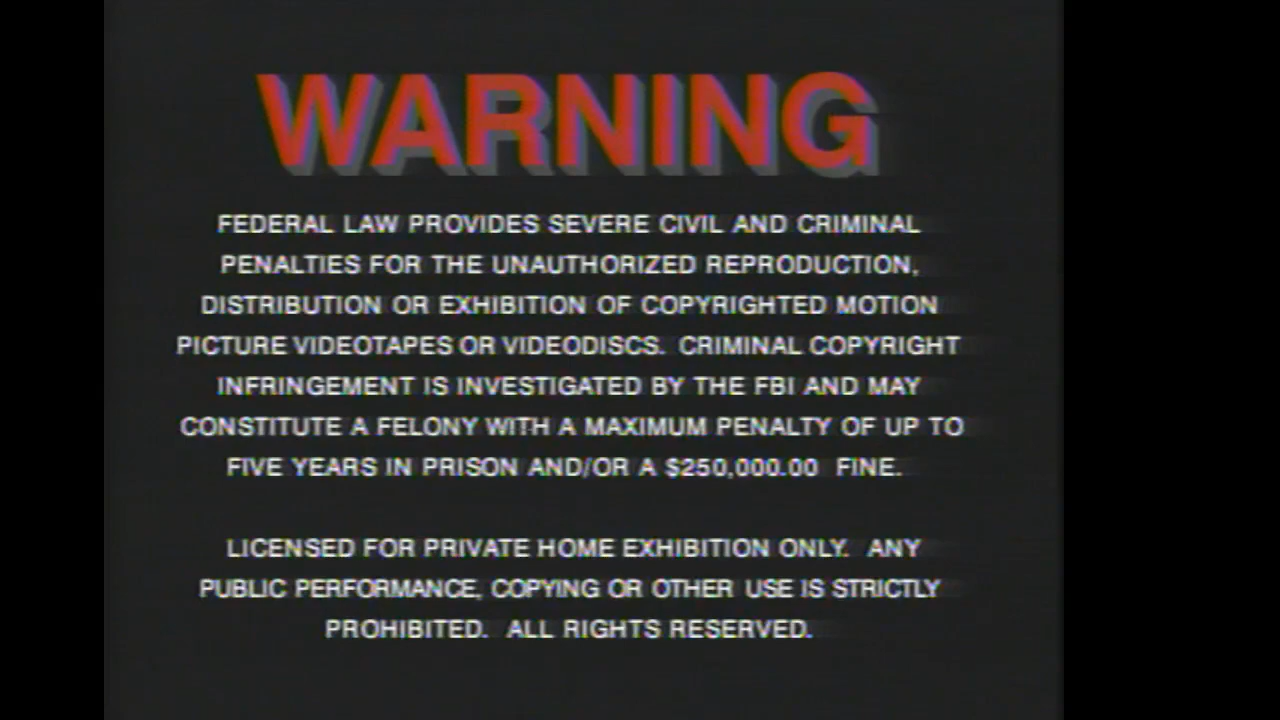 WARNING
FEDERAL LAW PROVIDES SEVERE CIVIL AND CRIMINAL
PENALTIES FOR THE UNAUTHORIZED REPRODUCTION,
DISTRIBUTION OR EXHIBITION OF COPYRIGHTED MOTION
PICTURE VIDEOTAPES OR VIDEODISCS. CRIMINAL COPYRIGHT
INFRINGEMENT IS INVESTIGATED BY THE FBI AND MAY
CONSTITUTE A FELONY WITH A MAXIMUM PENALTY OF UP TO
FIVE YEARS IN PRISON AND/OR A $250,000.00 FINE.
LICENSED FOR PRIVATE HOME EXHIBITION ONLY. ANY
PUBLIC PERFORMANCE, COPYING OR OTHER USE IS STRICTLY
PROHIBITED. ALL RIGHTS RESERVED.